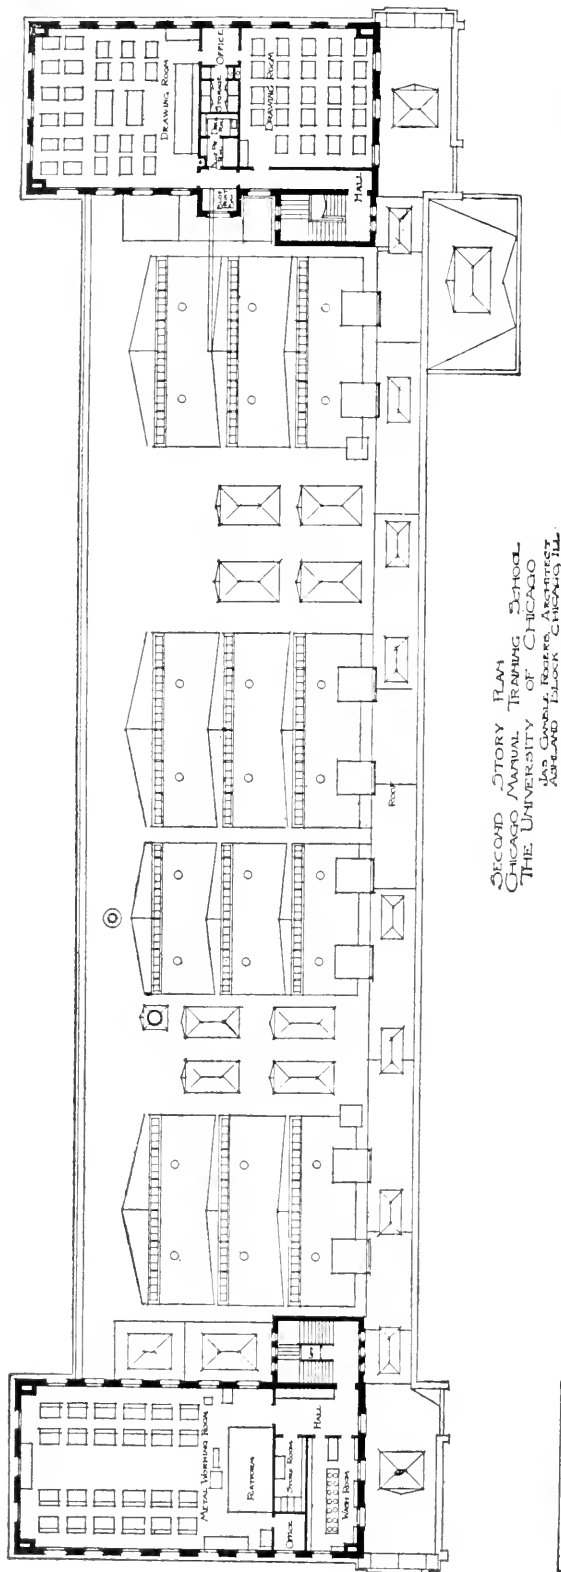 OFFICE
DRAWING ROOM
STORAGE
DRAWING ROOM
HALL
ROOF
SECOND STORY PLAN
CHICAGO MANUAL TRAINING SCHOOL
THE UNIVERSITY OF CHICAGO
JAS GAMBLE ROGERS, ARCHITECT
ASHLAND BLOCK CHICAGO, ILL.
METAL WORKING ROOM
HALL
PLATFORM
STORE ROOM
OFFICE
WASH ROOM